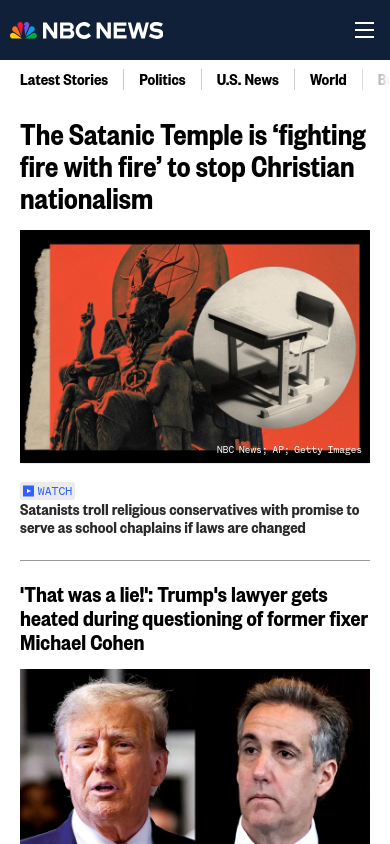 NBC NEWS
Latest Stories
Politics
U.S. News
World
The Satanic Temple is ‘fighting
fire with fire’ to stop Christian
nationalism
NBC News; AP; Getty Images
WATCH
Satanists troll religious conservatives with promise to
serve as school chaplains if laws are changed
'That was a lie!': Trump's lawyer gets
heated during questioning of former fixer
Michael Cohen